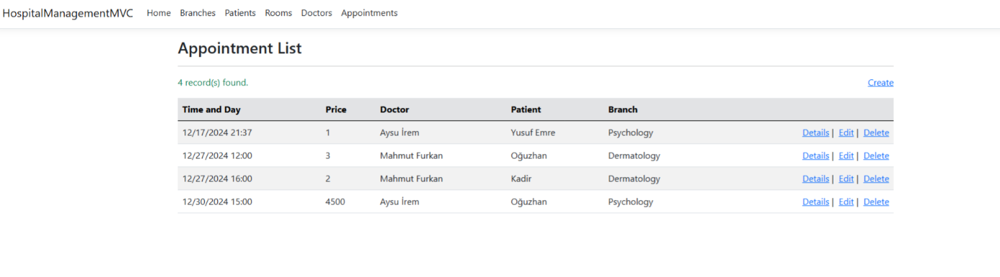 HospitalManagementMVC Home Branches Patients Rooms Doctors Appointments
Appointment List
4 record(s) found. Create
Time and Day Price Doctor Patient Branch
12/17/2024 21:37 1 Aysu İrem Yusuf Emre Psychology Details | Edit | Delete
12/27/2024 12:00 3 Mahmut Furkan Oğuzhan Dermatology Details | Edit | Delete
12/27/2024 16:00 2 Mahmut Furkan Kadir Dermatology Details | Edit | Delete
12/30/2024 15:00 4500 Aysu İrem Oğuzhan Psychology Details | Edit | Delete